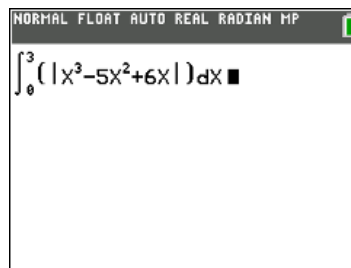 NORMAL FLOAT AUTO REAL RADIAN MP
∫₀³(|X³-5X²+6X|)dX